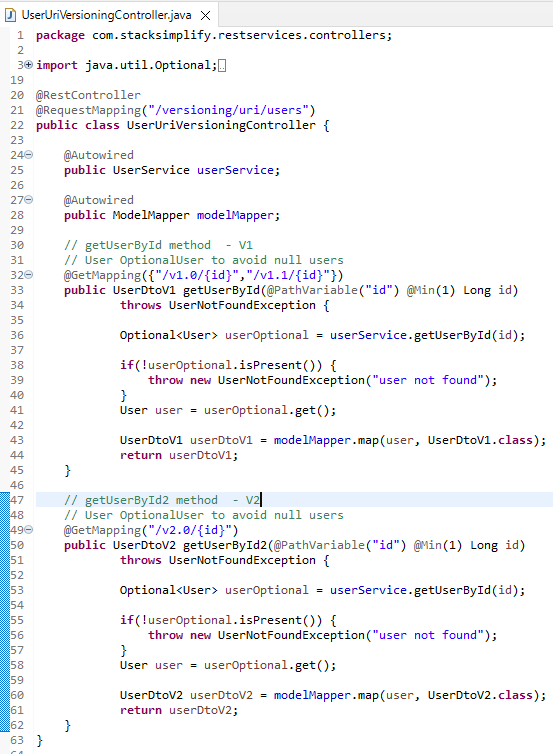 UserUriVersioningController.java
1 package com.stacksimplify.restservices.controllers;
2
3 import java.util.Optional;
19
20 @RestController
21 @RequestMapping("/versioning/uri/users")
22 public class UserUriVersioningController {
23
24 @Autowired
25 public UserService userService;
26
27 @Autowired
28 public ModelMapper modelMapper;
29
30 // getUserById method  - V1
31 // User OptionalUser to avoid null users
32 @GetMapping({"/v1.0/{id}","/v1.1/{id}"})
33 public UserDtoV1 getUserById(@PathVariable("id") @Min(1) Long id)
34 throws UserNotFoundException {
35
36 Optional<User> userOptional = userService.getUserById(id);
37
38 if(!userOptional.isPresent()) {
39 throw new UserNotFoundException("user not found");
40 }
41 User user = userOptional.get();
42
43 UserDtoV1 userDtoV1 = modelMapper.map(user, UserDtoV1.class);
44 return userDtoV1;
45 }
46
47 // getUserById2 method  - V2
48 // User OptionalUser to avoid null users
49 @GetMapping("/v2.0/{id}")
50 public UserDtoV2 getUserById2(@PathVariable("id") @Min(1) Long id)
51 throws UserNotFoundException {
52
53 Optional<User> userOptional = userService.getUserById(id);
54
55 if(!userOptional.isPresent()) {
56 throw new UserNotFoundException("user not found");
57 }
58 User user = userOptional.get();
59
60 UserDtoV2 userDtoV2 = modelMapper.map(user, UserDtoV2.class);
61 return userDtoV2;
62 }
63 }